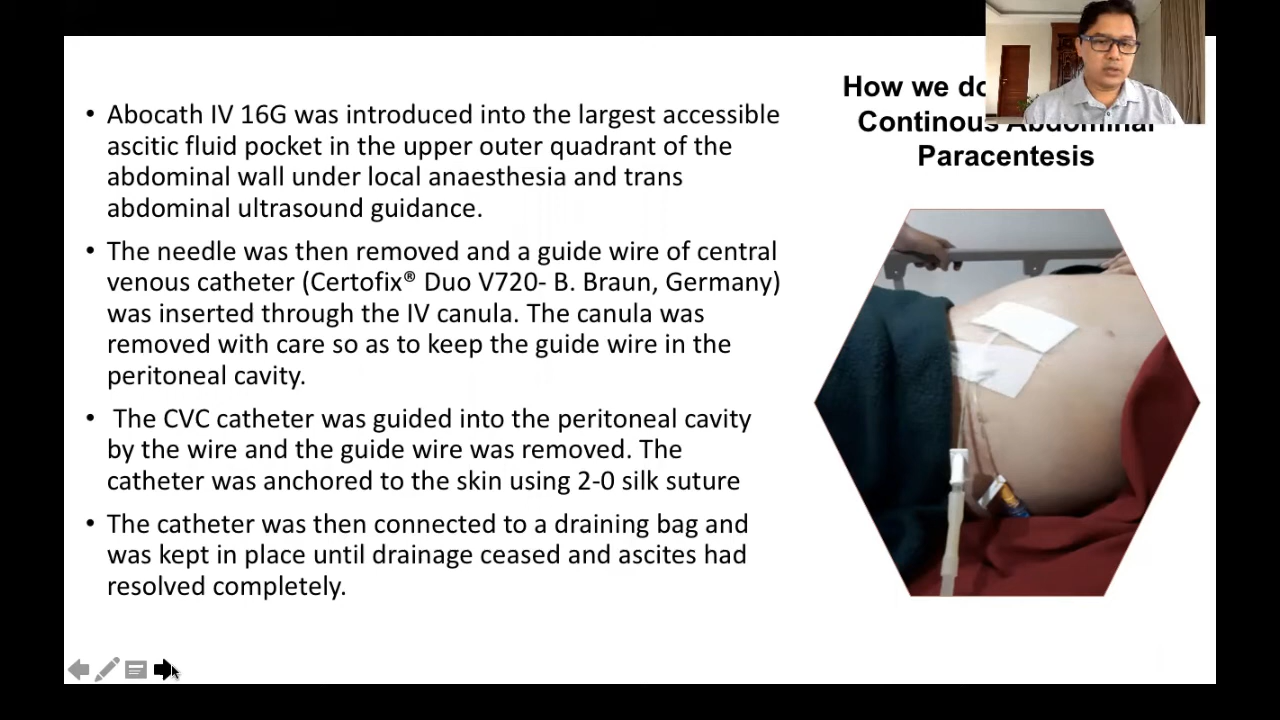 How we do
Continous Abdominal
Paracentesis
• Abocath IV 16G was introduced into the largest accessible
ascitic fluid pocket in the upper outer quadrant of the
abdominal wall under local anaesthesia and trans
abdominal ultrasound guidance.
• The needle was then removed and a guide wire of central
venous catheter (Certofix® Duo V720- B. Braun, Germany)
was inserted through the IV canula. The canula was
removed with care so as to keep the guide wire in the
peritoneal cavity.
• The CVC catheter was guided into the peritoneal cavity
by the wire and the guide wire was removed. The
catheter was anchored to the skin using 2-0 silk suture
• The catheter was then connected to a draining bag and
was kept in place until drainage ceased and ascites had
resolved completely.